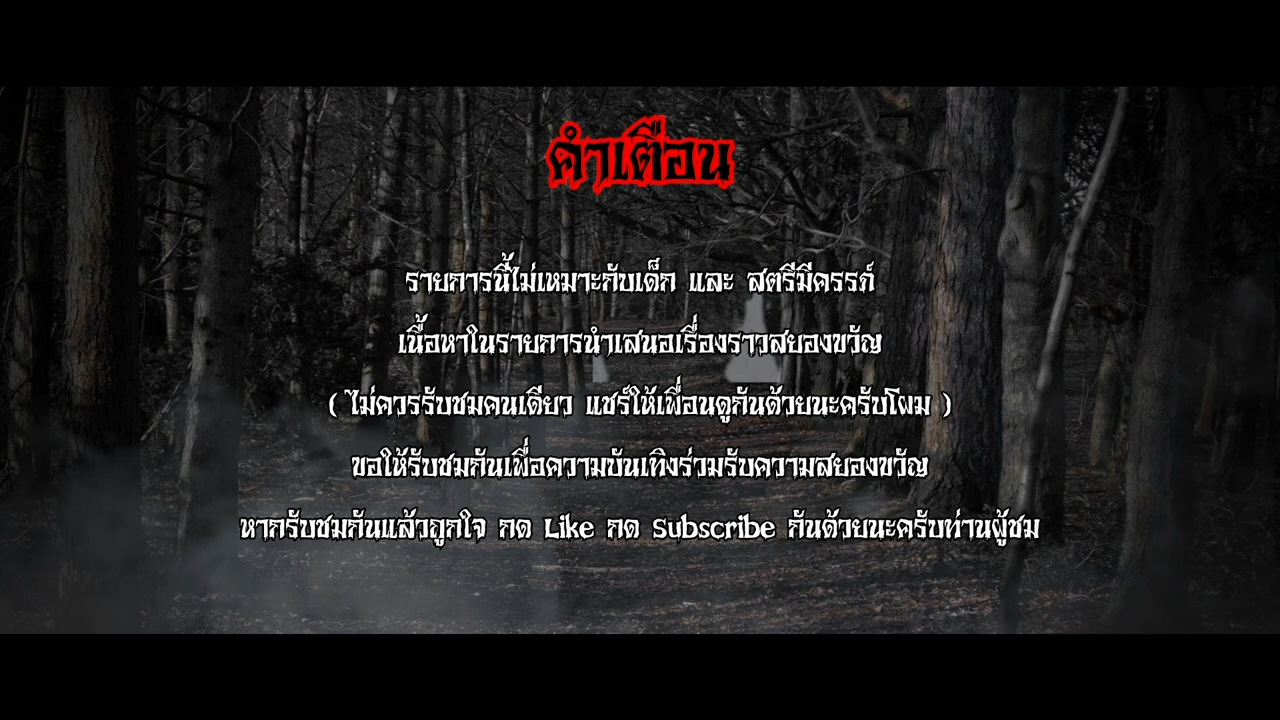 คำเตือน
รายการนี้ไม่เหมาะกับเด็ก และ สตรีมีครรภ์
เนื้อหาในรายการนำเสนอเรื่องราวสยองขวัญ
( ไม่ควรรับชมคนเดียว แชร์ให้เพื่อนดูกันด้วยนะครับโผม )
ขอให้รับชมกันเพื่อความบันเทิงร่วมรับความสยองขวัญ
หากรับชมกันแล้วถูกใจ กด Like กด Subscribe กันด้วยนะครับท่านผู้ชม